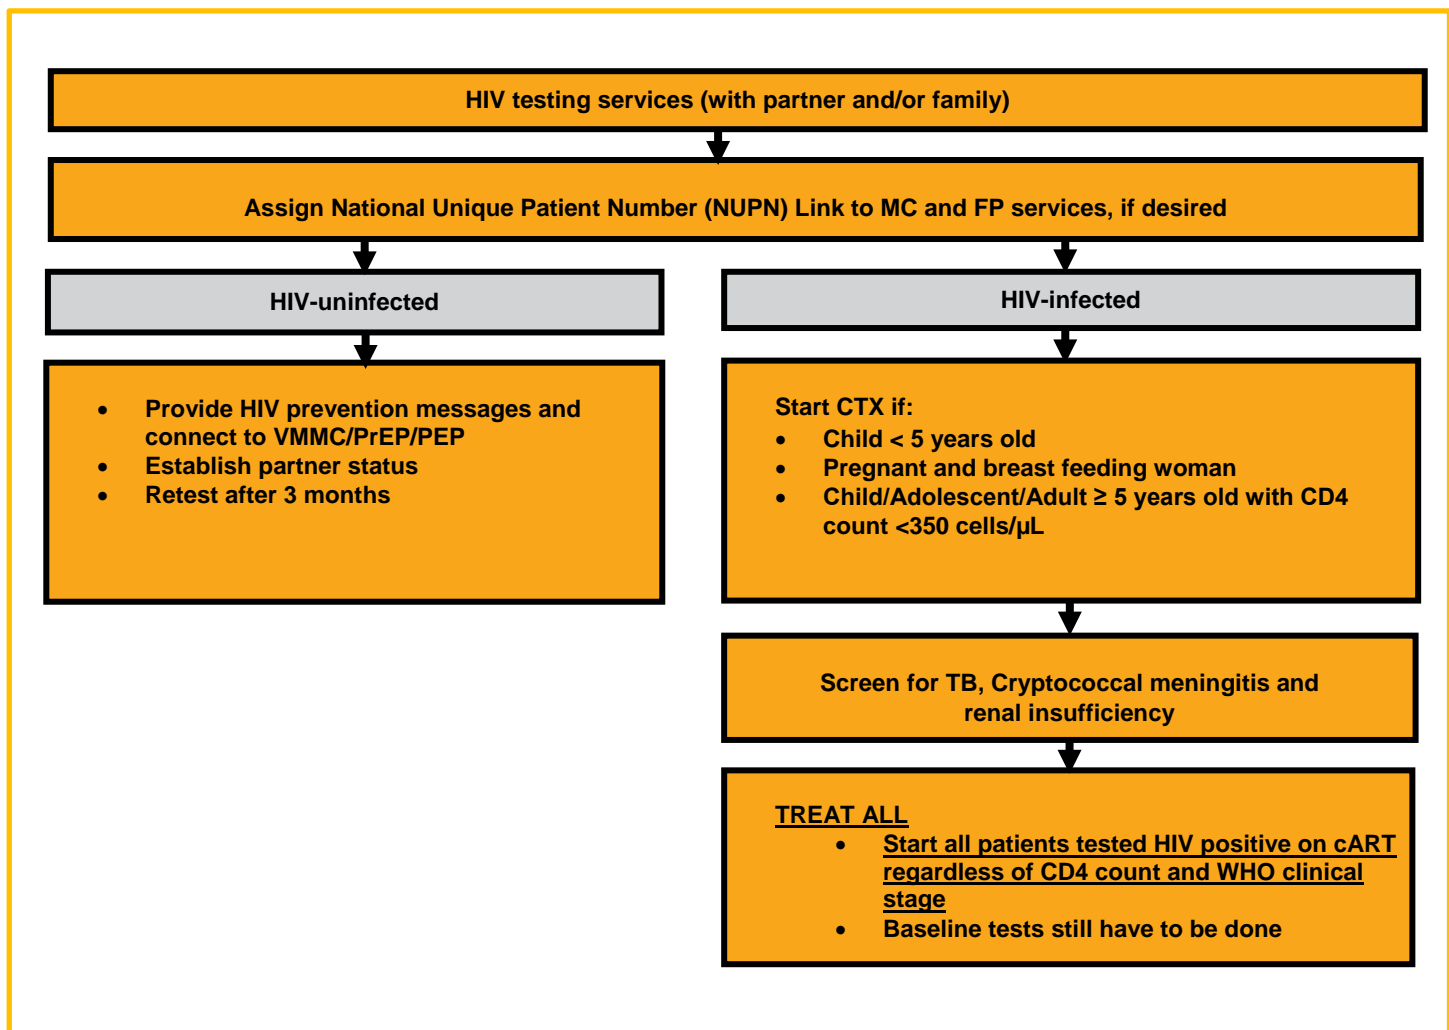 HIV testing services (with partner and/or family)
Assign National Unique Patient Number (NUPN) Link to MC and FP services, if desired
HIV-uninfected
• Provide HIV prevention messages and
connect to VMMC/PrEP/PEP
• Establish partner status
• Retest after 3 months
HIV-infected
Start CTX if:
• Child < 5 years old
• Pregnant and breast feeding woman
• Child/Adolescent/Adult ≥ 5 years old with CD4
count <350 cells/µL
Screen for TB, Cryptococcal meningitis and
renal insufficiency
TREAT ALL
• Start all patients tested HIV positive on cART
regardless of CD4 count and WHO clinical
stage
• Baseline tests still have to be done